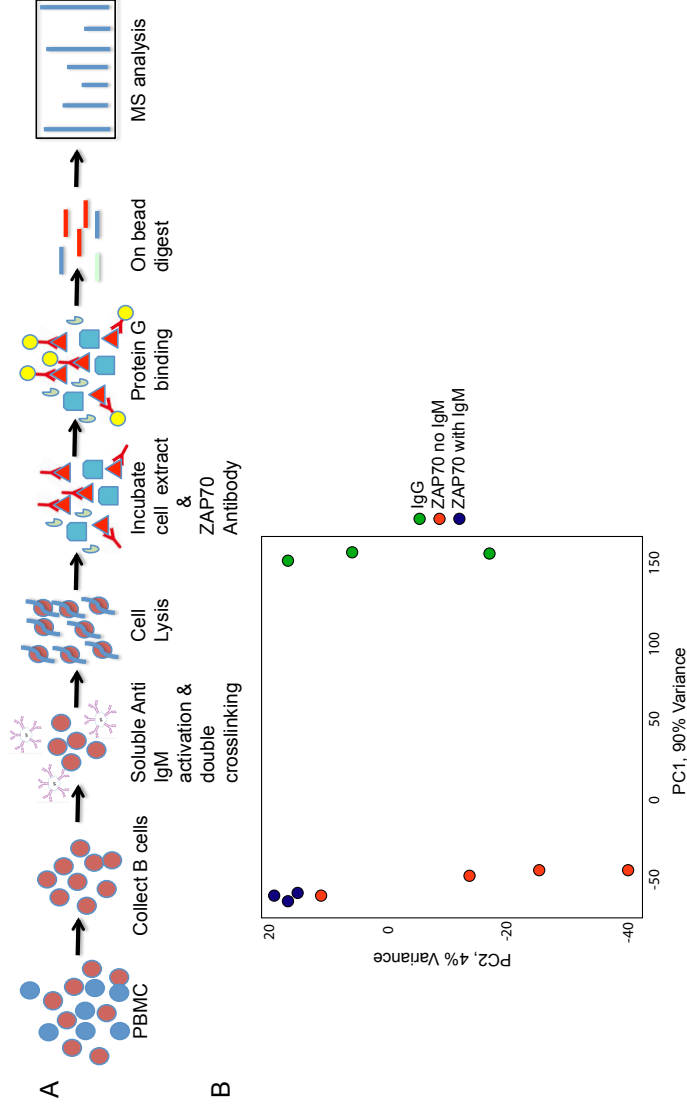 A
PBMC
Collect B cells
Soluble Anti
IgM
activation &
double
crosslinking
Cell
Lysis
Incubate
cell extract
&
ZAP70
Antibody
Protein G
binding
On bead
digest
MS analysis
B
PC2, 4% Variance
20
0
-20
-40
-50
0
50
100
150
PC1, 90% Variance
IgG
ZAP70 no IgM
ZAP70 with IgM